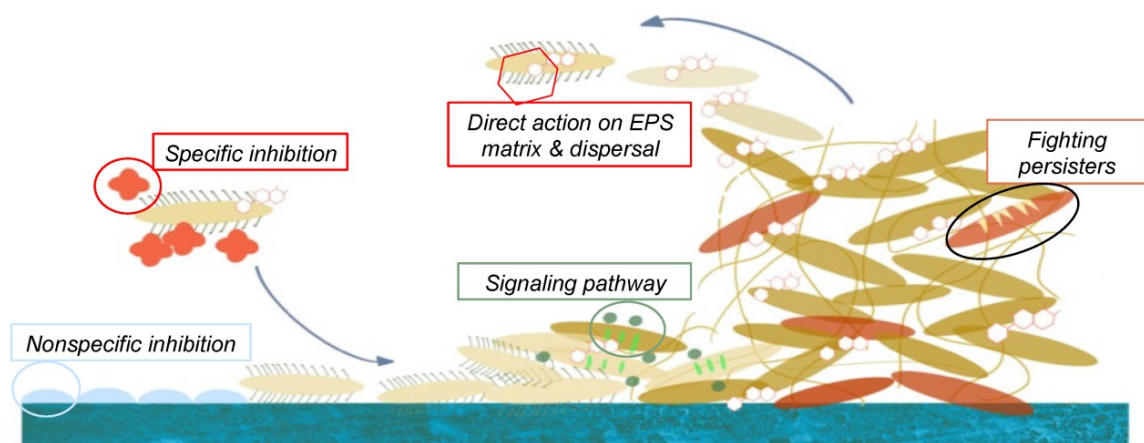 Direct action on EPS
matrix & dispersal
Fighting
persisters
Specific inhibition
Signaling pathway
Nonspecific inhibition